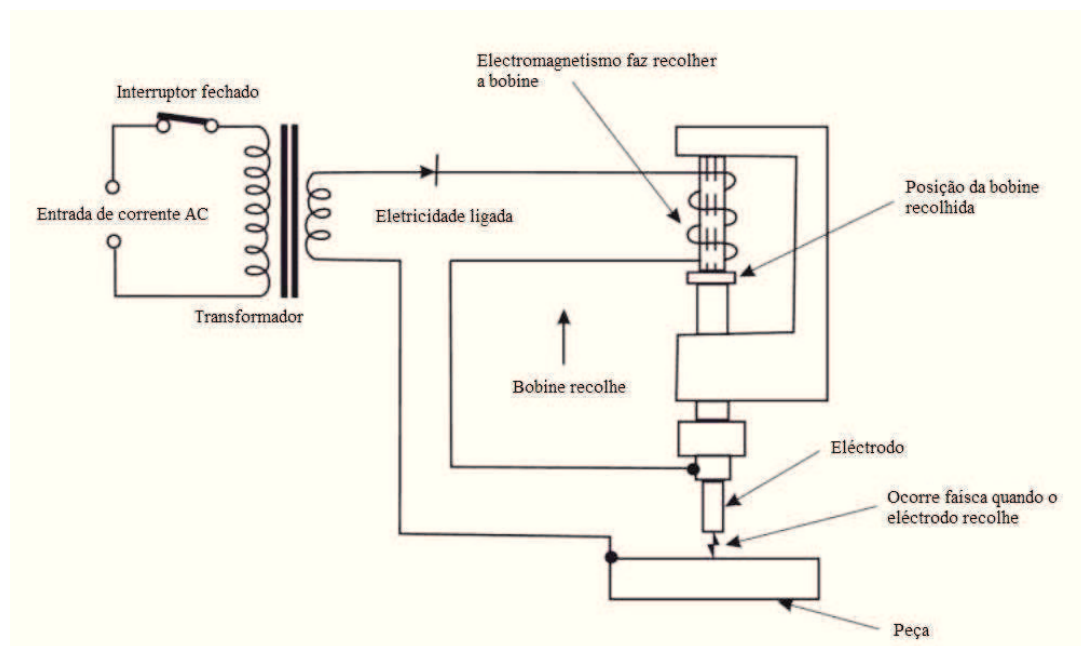 Electromagnetismo faz recolher
a bobine
Interruptor fechado
Posição da bobine
recolhida
Entrada de corrente AC
Eletricidade ligada
Transformador
Bobine recolhe
Eléctrodo
Ocorre faísca quando o
eléctrodo recolhe
Peça